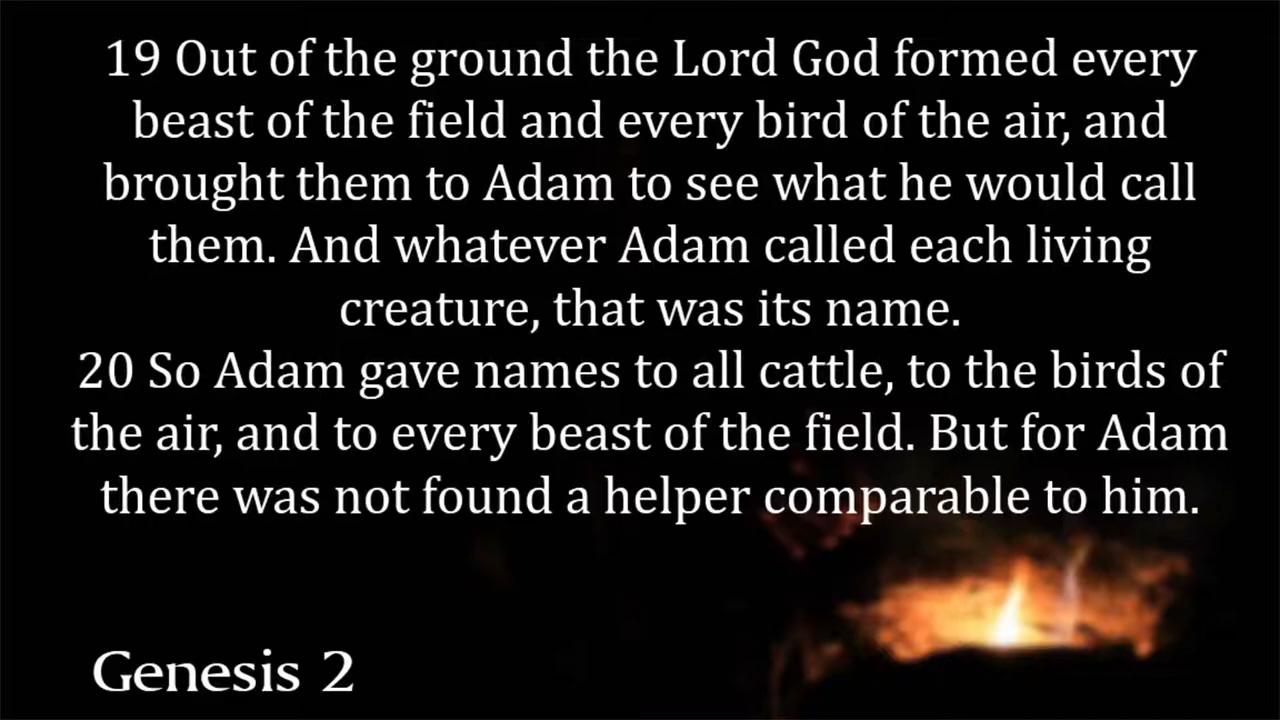 19 Out of the ground the Lord God formed every
beast of the field and every bird of the air, and
brought them to Adam to see what he would call
them. And whatever Adam called each living
creature, that was its name.
20 So Adam gave names to all cattle, to the birds of
the air, and to every beast of the field. But for Adam
there was not found a helper comparable to him.
Genesis 2